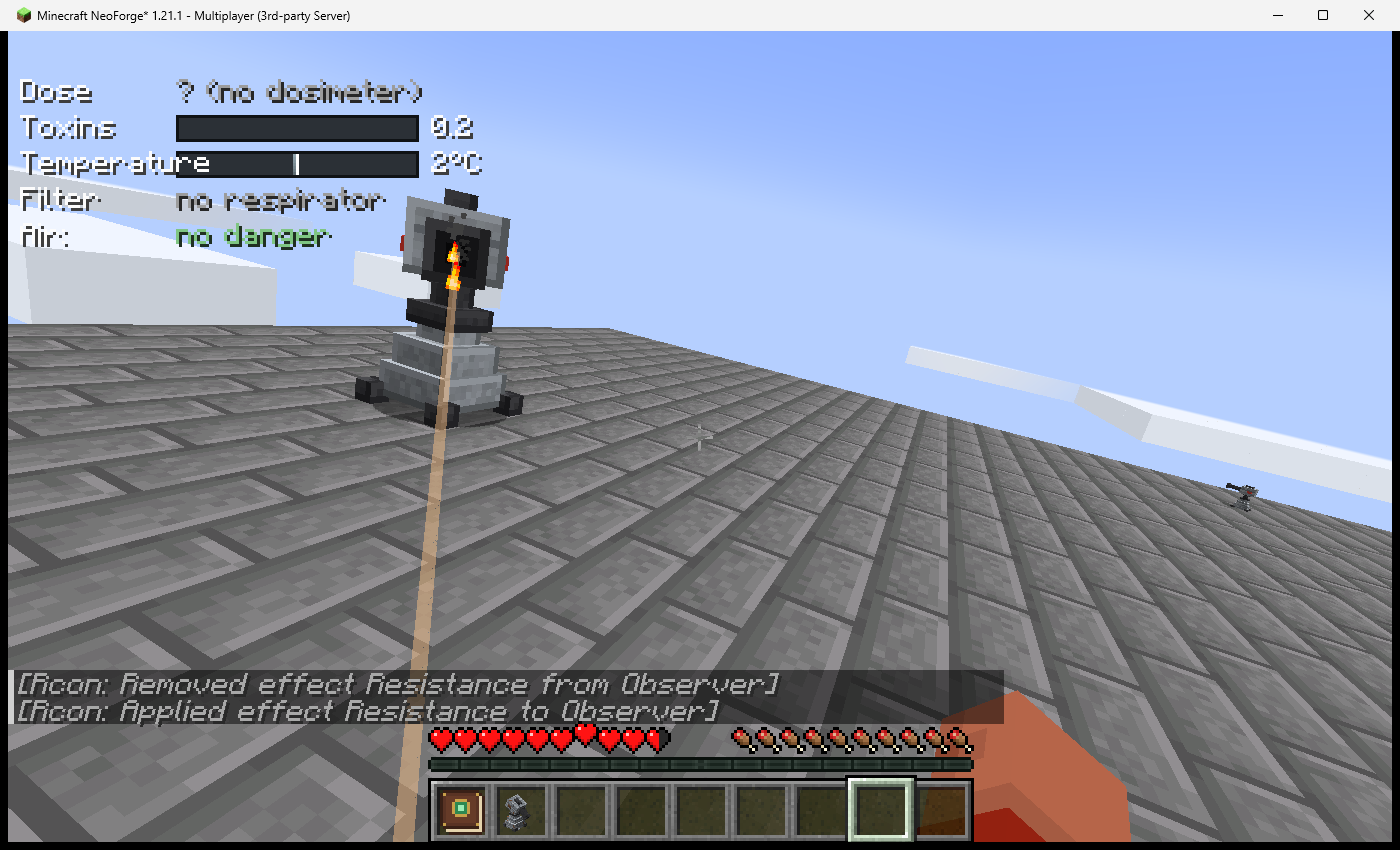 Minecraft NeoForge* 1.21.1 - Multiplayer (3rd-party Server)
Dose ? (no dosimeter)
Toxins 0.2
Temperature 2°C
Filter no respirator
Air: no danger
[Rcon: Removed effect Resistance from Observer]
[Rcon: Applied effect Resistance to Observer]